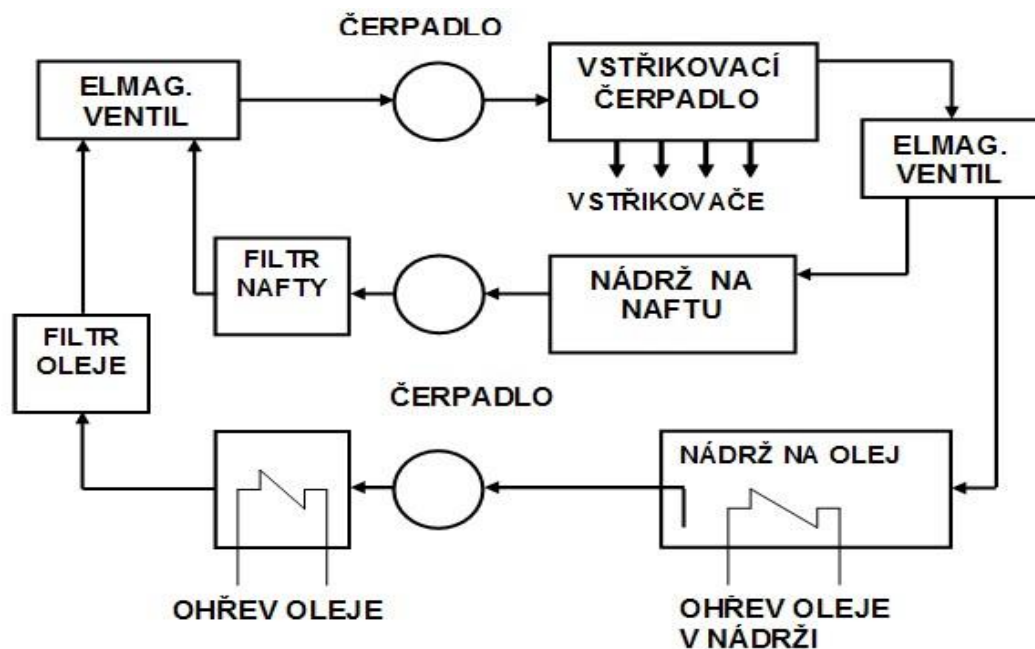 ČERPADLO
ELMAG.
VENTIL
VSTŘIKOVACÍ
ČERPADLO
ELMAG.
VENTIL
VSTŘIKOVAČE
FILTR
NAFTY
NÁDRŽ NA
NAFTU
FILTR
OLEJE
ČERPADLO
NÁDRŽ NA OLEJ
OHŘEV OLEJE
OHŘEV OLEJE
V NÁDRŽI